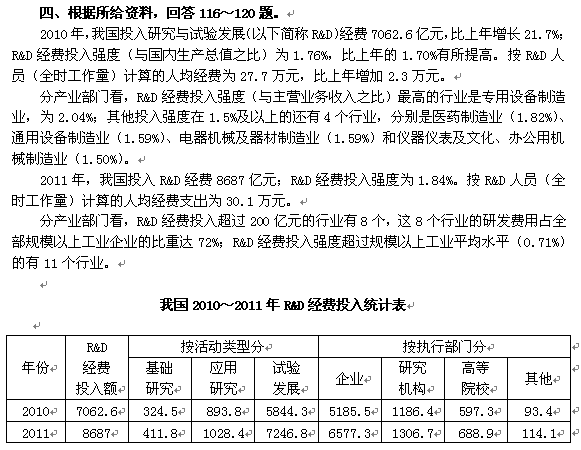 四、根据所给资料，回答 116～120 题。
2010 年，我国投入研究与试验发展(以下简称 R&D)经费 7062.6 亿元，比上年增长 21.7%；
R&D 经费投入强度（与国内生产总值之比）为 1.76%，比上年的 1.70%有所提高。按 R&D 人
员（全时工作量）计算的人均经费为 27.7 万元，比上年增加 2.3 万元。
分产业部门看，R&D 经费投入强度（与主营业务收入之比）最高的行业是专用设备制造
业，为 2.04%；其他投入强度在 1.5%及以上的还有 4 个行业，分别是医药制造业（1.82%）、
通用设备制造业（1.59%）、电器机械及器材制造业（1.59%）和仪器仪表及文化、办公用机
械制造业（1.50%）。
2011 年，我国投入 R&D 经费 8687 亿元；R&D 经费投入强度为 1.84%。按 R&D 人员（全
时工作量）计算的人均经费支出为 30.1 万元。
分产业部门看，R&D 经费投入超过 200 亿元的行业有 8 个，这 8 个行业的研发费用占全
部规模以上工业企业的比重达 72%；R&D 经费投入强度超过规模以上工业平均水平（0.71%）
的有 11 个行业。
我国 2010～2011 年 R&D 经费投入统计表
年份 R&D 经费 投入额 按活动类型分 按执行部门分
基础研究 应用研究 试验发展 企业 研究机构 高等院校 其他
2010 7062.6 324.5 893.8 5844.3 5185.5 1186.4 597.3 93.4
2011 8687 411.8 1028.4 7246.8 6577.3 1306.7 688.9 114.1